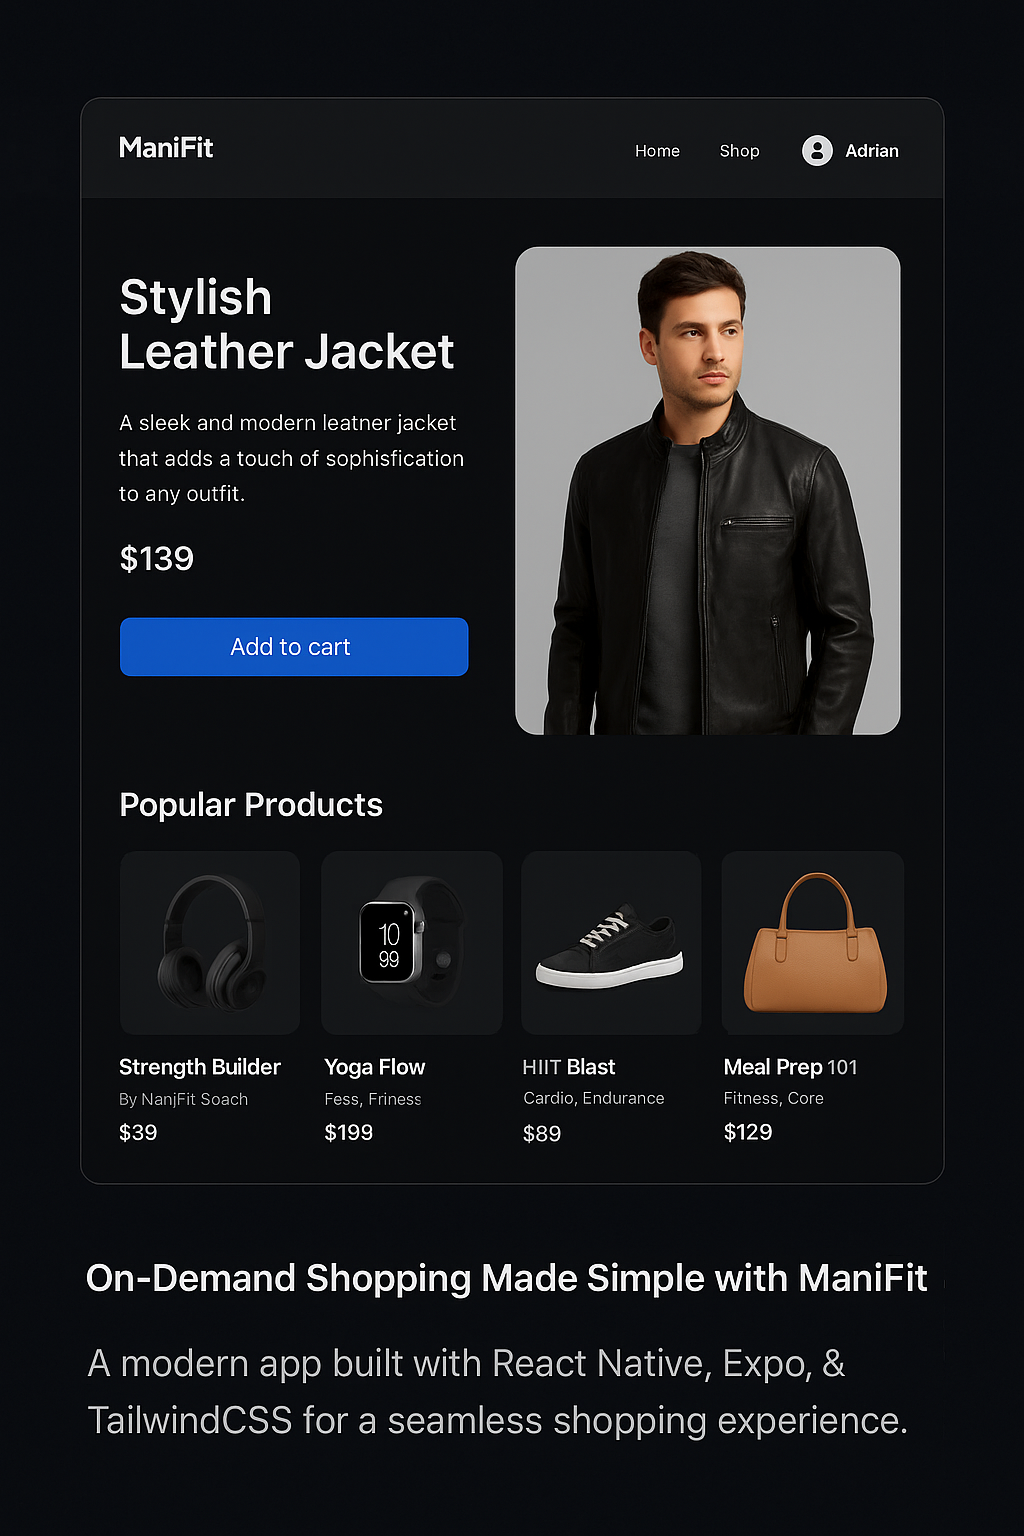 ManiFit
Home Shop Adrian
Stylish
Leather Jacket
A sleek and modern leatner jacket
that adds a touch of sophisfication
to any outfit.
$139
Add to cart
Popular Products
10
99
Strength Builder Yoga Flow HIIT Blast Meal Prep 101
By NanjFit Soach Fess, Friness Cardio, Endurance Fitness, Core
$39 $199 $89 $129
On-Demand Shopping Made Simple with ManiFit
A modern app built with React Native, Expo, &
TailwindCSS for a seamless shopping experience.